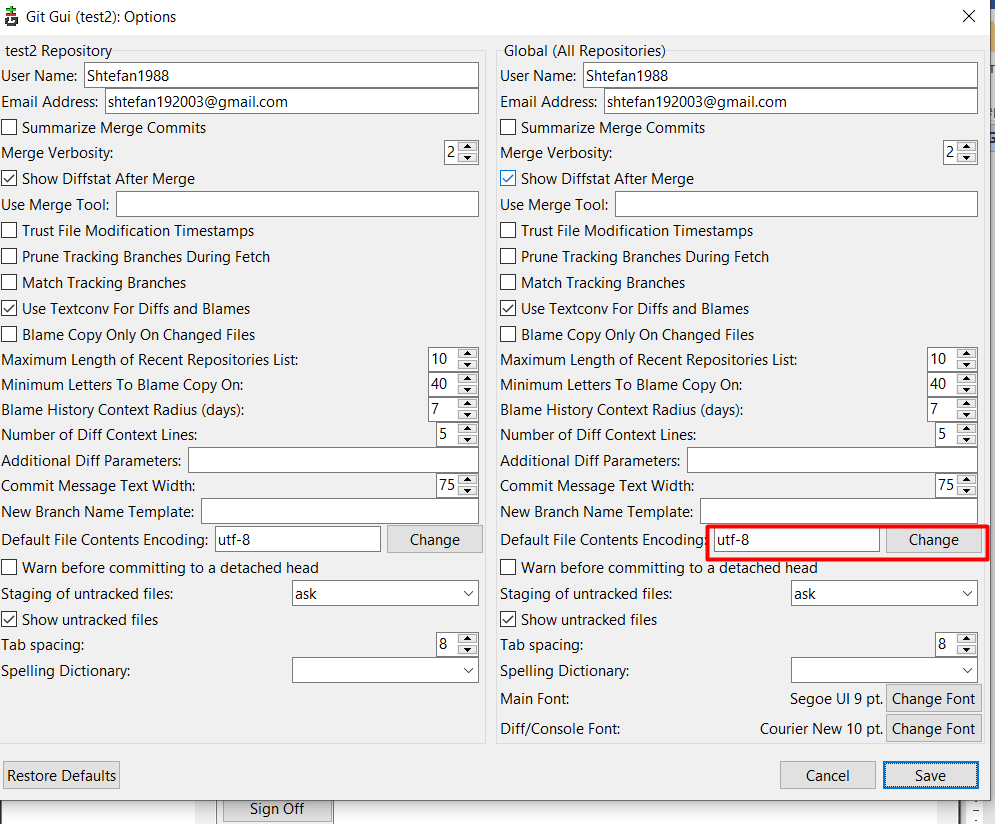 Git Gui (test2): Options
test2 Repository
User Name: Shtefan1988
Email Address: shtefan192003@gmail.com
Summarize Merge Commits
Merge Verbosity: 2
Show Diffstat After Merge
Use Merge Tool:
Trust File Modification Timestamps
Prune Tracking Branches During Fetch
Match Tracking Branches
Use Textconv For Diffs and Blames
Blame Copy Only On Changed Files
Maximum Length of Recent Repositories List: 10
Minimum Letters To Blame Copy On: 40
Blame History Context Radius (days): 7
Number of Diff Context Lines: 5
Additional Diff Parameters:
Commit Message Text Width: 75
New Branch Name Template:
Default File Contents Encoding: utf-8 Change
Warn before committing to a detached head
Staging of untracked files: ask
Show untracked files
Tab spacing: 8
Spelling Dictionary:
Global (All Repositories)
User Name: Shtefan1988
Email Address: shtefan192003@gmail.com
Summarize Merge Commits
Merge Verbosity: 2
Show Diffstat After Merge
Use Merge Tool:
Trust File Modification Timestamps
Prune Tracking Branches During Fetch
Match Tracking Branches
Use Textconv For Diffs and Blames
Blame Copy Only On Changed Files
Maximum Length of Recent Repositories List: 10
Minimum Letters To Blame Copy On: 40
Blame History Context Radius (days): 7
Number of Diff Context Lines: 5
Additional Diff Parameters:
Commit Message Text Width: 75
New Branch Name Template:
Default File Contents Encoding: utf-8 Change
Warn before committing to a detached head
Staging of untracked files: ask
Show untracked files
Tab spacing: 8
Spelling Dictionary:
Main Font: Segoe UI 9 pt. Change Font
Diff/Console Font: Courier New 10 pt. Change Font
Restore Defaults Cancel Save
Sign Off